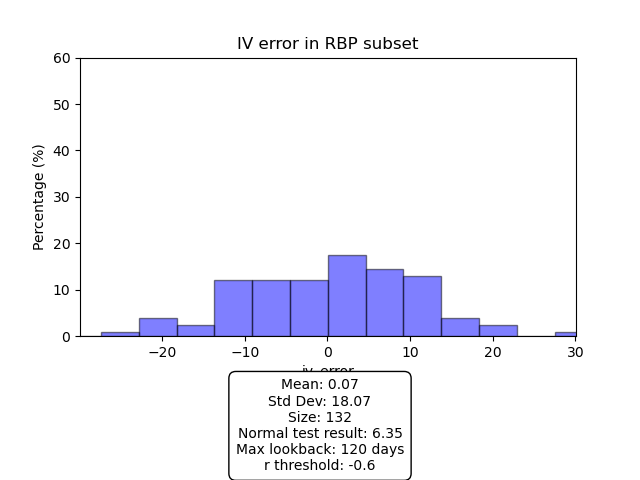 IV error in RBP subset
60
50
40
30
20
10
0
Percentage (%)
−20
−10
0
10
20
30
iv_error
Mean: 0.07
Std Dev: 18.07
Size: 132
Normal test result: 6.35
Max lookback: 120 days
r threshold: -0.6